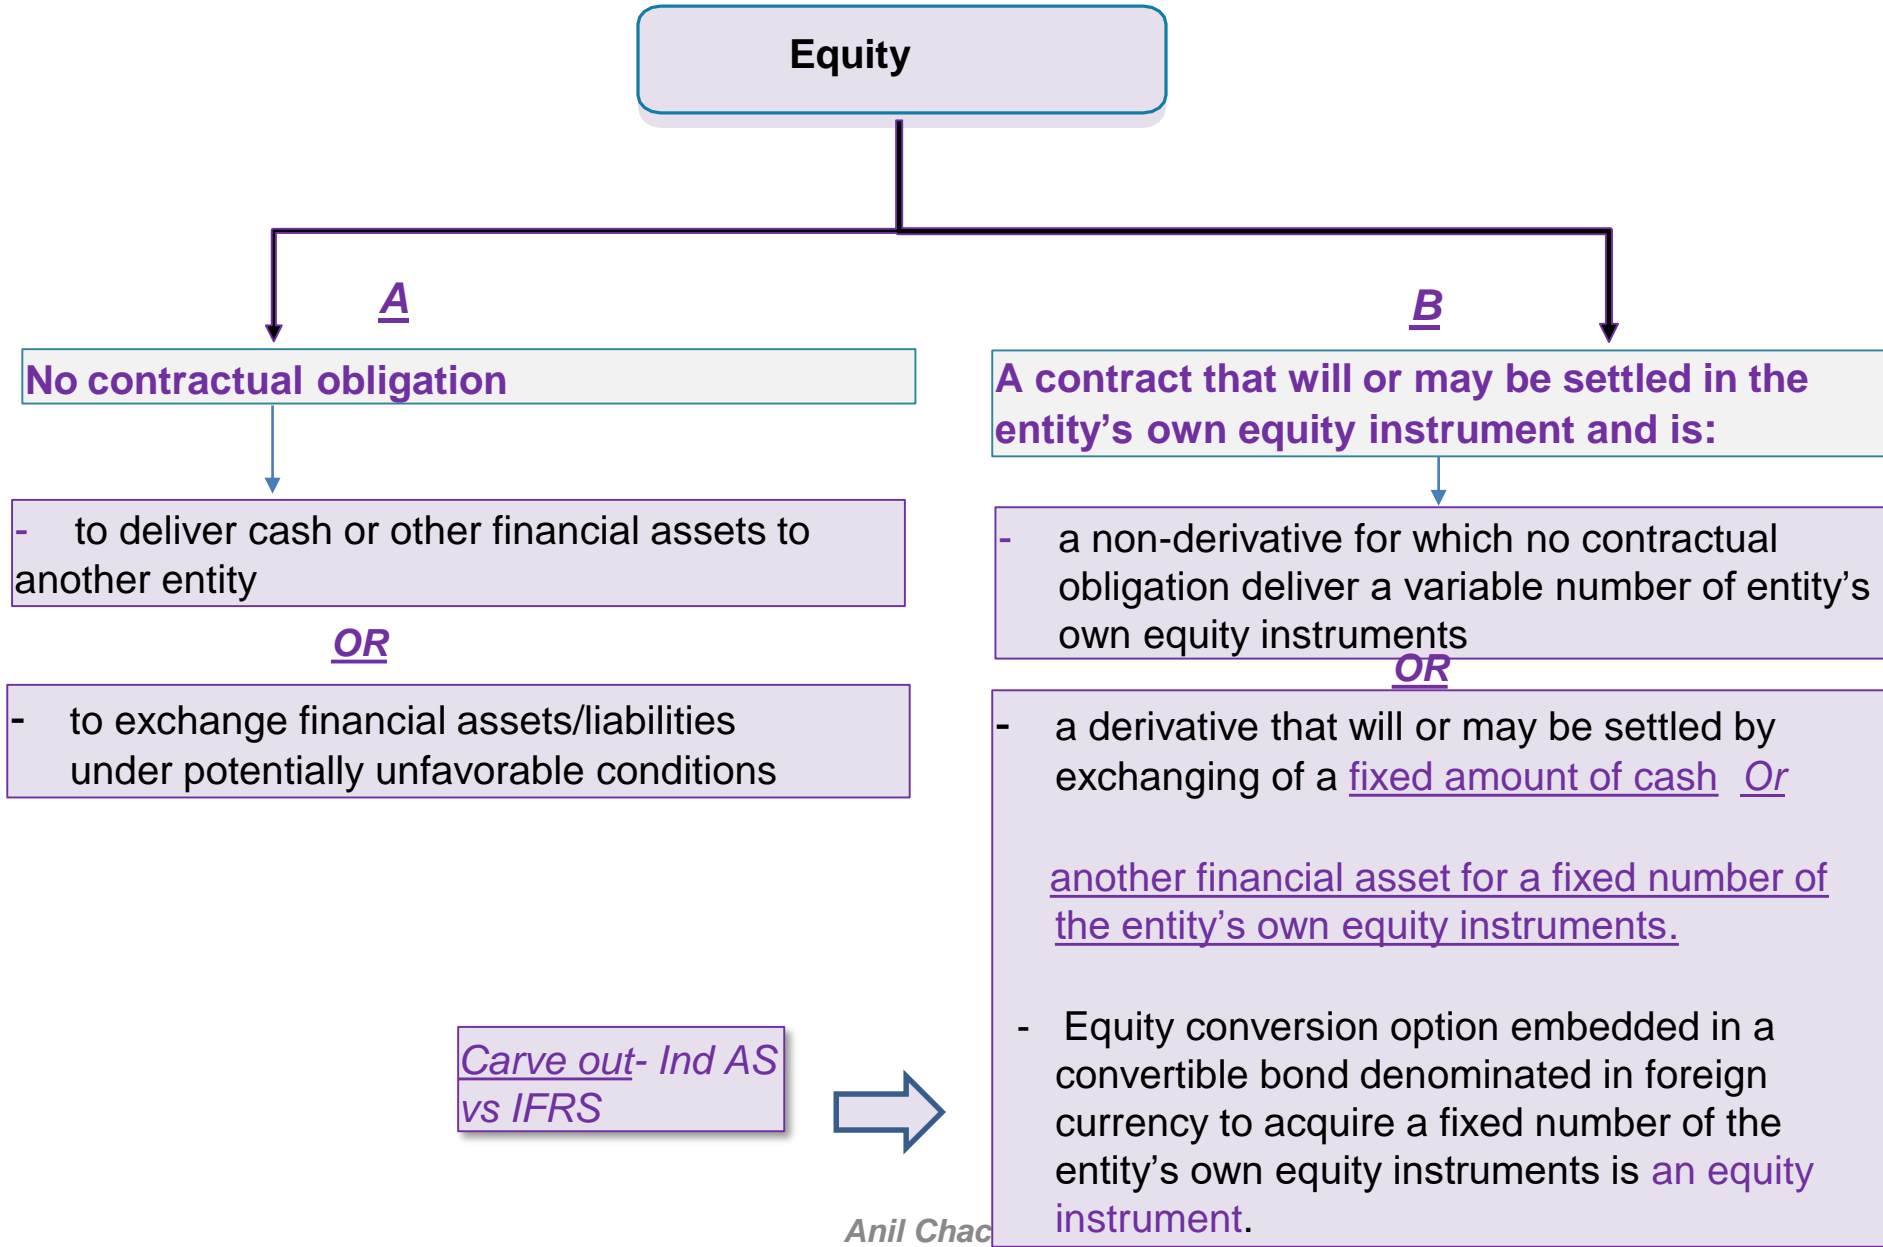 Equity
A
No contractual obligation
- to deliver cash or other financial assets to
another entity
OR
- to exchange financial assets/liabilities
under potentially unfavorable conditions
B
A contract that will or may be settled in the
entity’s own equity instrument and is:
- a non-derivative for which no contractual
obligation deliver a variable number of entity’s
own equity instruments
OR
- a derivative that will or may be settled by
exchanging of a fixed amount of cash Or
another financial asset for a fixed number of
the entity’s own equity instruments.
- Equity conversion option embedded in a
convertible bond denominated in foreign
currency to acquire a fixed number of the
entity’s own equity instruments is an equity
instrument.
Carve out- Ind AS
vs IFRS
Anil Chac